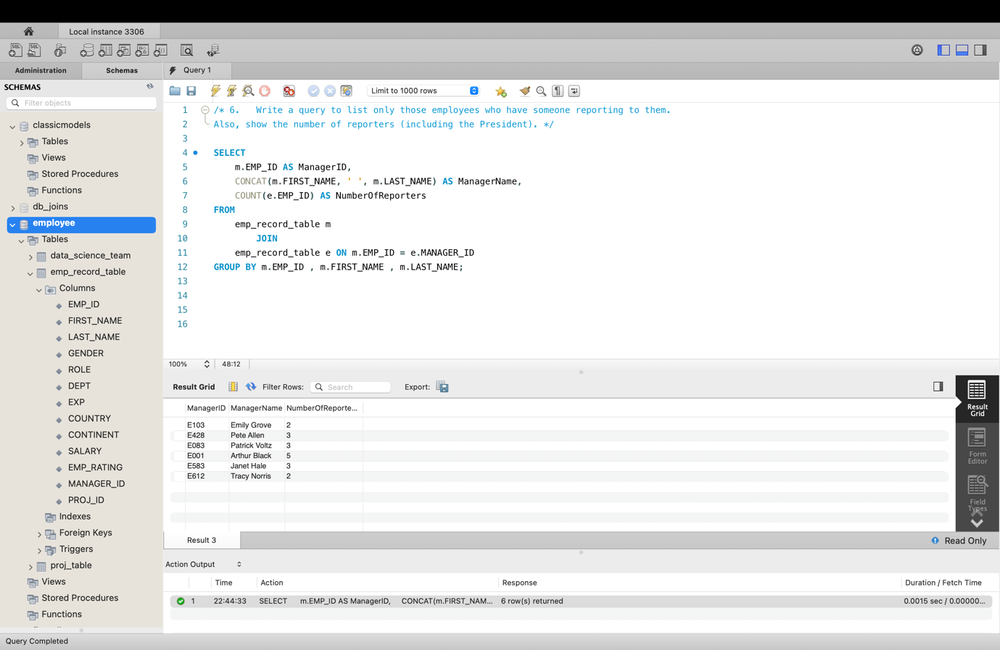 Local instance 3306
Administration
Schemas
Query 1
SCHEMAS
Filter objects
classicmodels
Tables
Views
Stored Procedures
Functions
db_joins
employee
Tables
data_science_team
emp_record_table
Columns
EMP_ID
FIRST_NAME
LAST_NAME
GENDER
ROLE
DEPT
EXP
COUNTRY
CONTINENT
SALARY
EMP_RATING
MANAGER_ID
PROJ_ID
Indexes
Foreign Keys
Triggers
proj_table
Views
Stored Procedures
Functions
Limit to 1000 rows
1 /* 6.   Write a query to list only those employees who have someone reporting to them.
2 Also, show the number of reporters (including the President). */
3
4 SELECT
5     m.EMP_ID AS ManagerID,
6     CONCAT(m.FIRST_NAME, ' ', m.LAST_NAME) AS ManagerName,
7     COUNT(e.EMP_ID) AS NumberOfReporters
8 FROM
9     emp_record_table m
10         JOIN
11     emp_record_table e ON m.EMP_ID = e.MANAGER_ID
12 GROUP BY m.EMP_ID , m.FIRST_NAME , m.LAST_NAME;
13
14
15
16
100% 48:12
Result Grid Filter Rows: Search Export:
ManagerID ManagerName NumberOfReporte...
E103 Emily Grove 2
E428 Pete Allen 3
E083 Patrick Voltz 3
E001 Arthur Black 5
E583 Janet Hale 3
E612 Tracy Norris 2
Result
Grid
Form
Editor
Field
Types
Result 3
Read Only
Action Output
Time Action Response Duration / Fetch Time
1 22:44:33 SELECT m.EMP_ID AS ManagerID, CONCAT(m.FIRST_NAM... 6 row(s) returned 0.0015 sec / 0.00000...
Query Completed